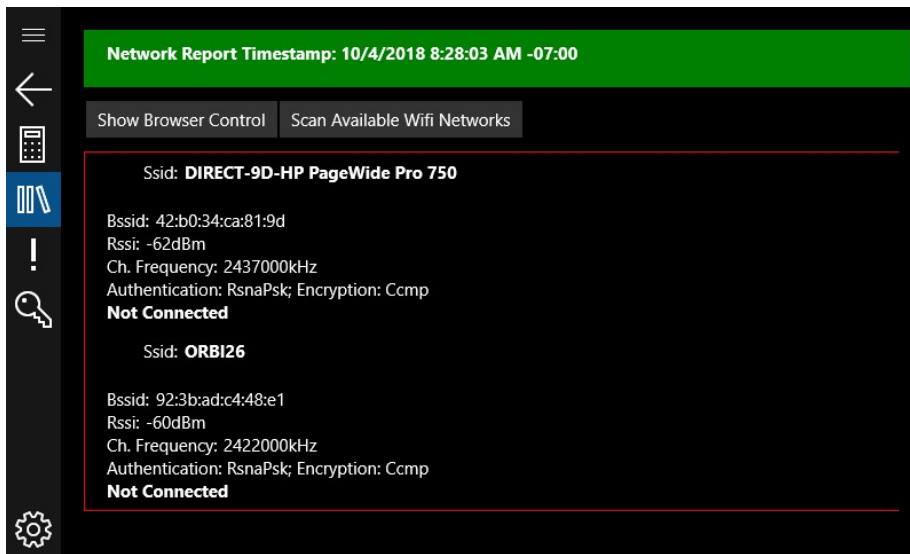 Network Report Timestamp: 10/4/2018 8:28:03 AM -07:00
Show Browser Control Scan Available Wifi Networks
Ssid: DIRECT-9D-HP PageWide Pro 750
Bssid: 42:b0:34:ca:81:9d
Rssi: -62dBm
Ch. Frequency: 2437000kHz
Authentication: RsnaPsk; Encryption: Ccmp
Not Connected
Ssid: ORBI26
Bssid: 92:3b:ad:c4:48:e1
Rssi: -60dBm
Ch. Frequency: 2422000kHz
Authentication: RsnaPsk; Encryption: Ccmp
Not Connected